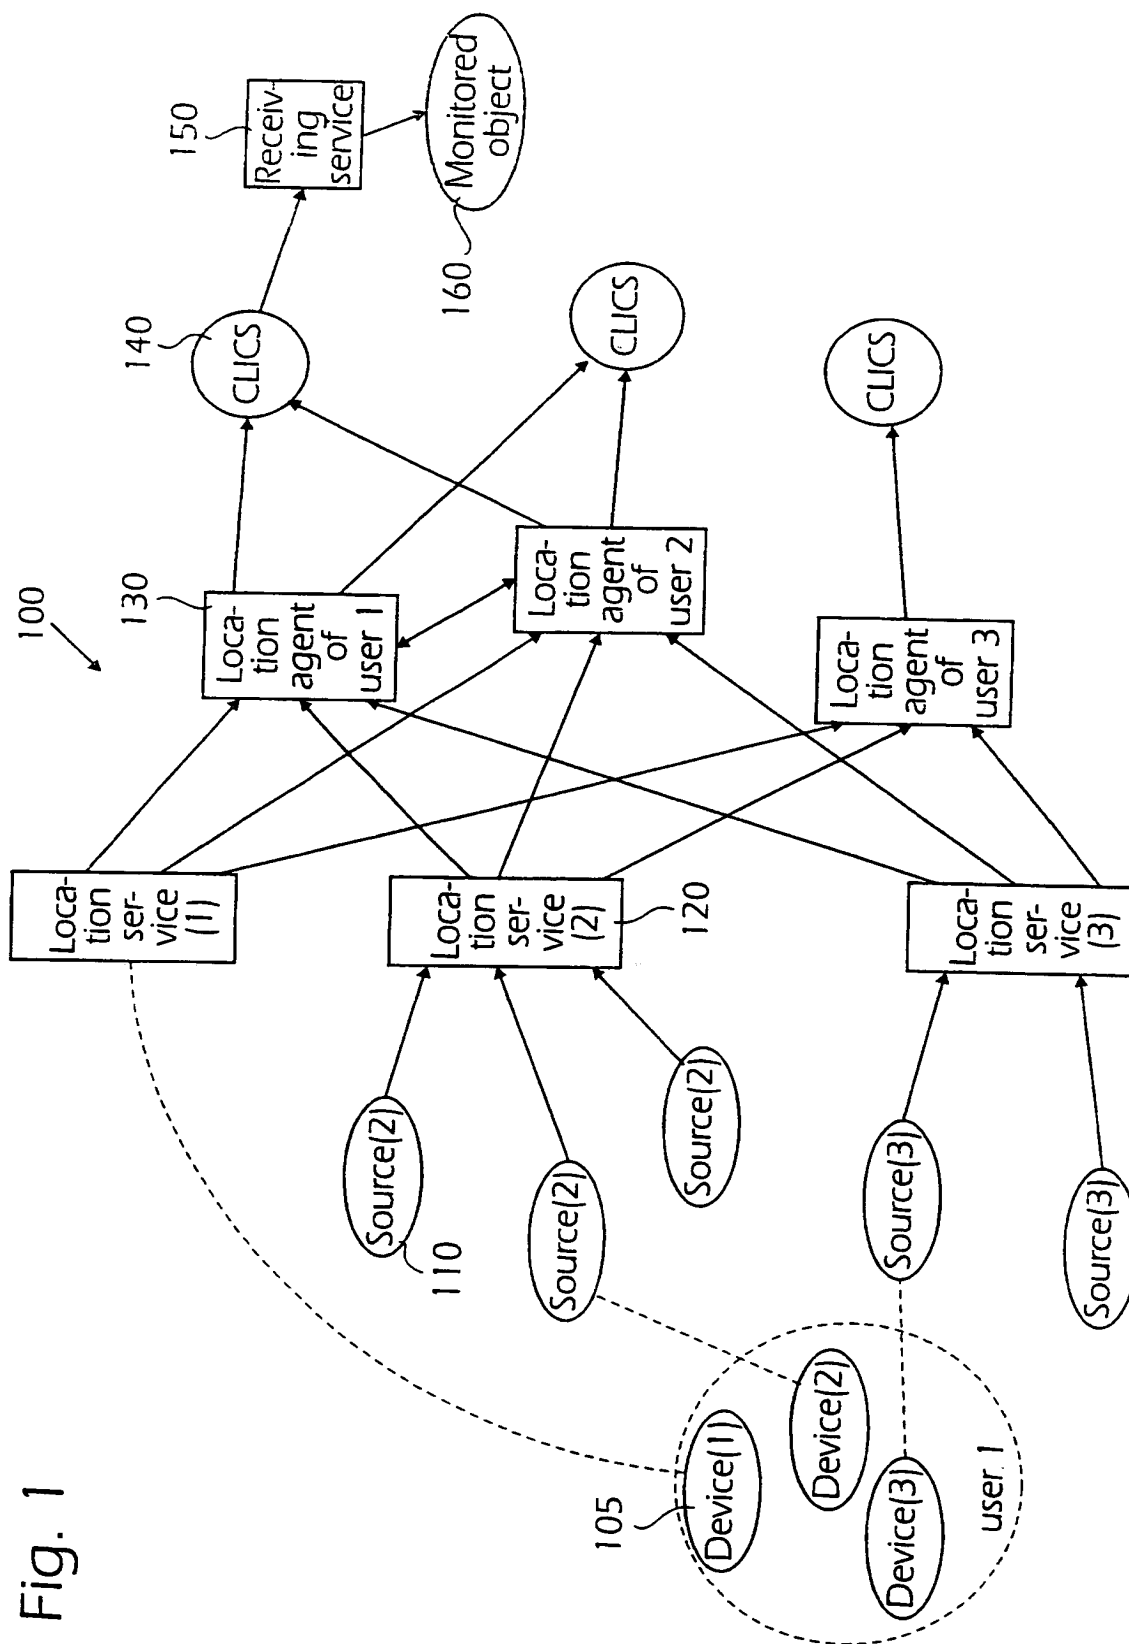 Fig. 1
100
105
Device(1)
Device(2)
Device(3)
user 1
110
Source(2)
Source(2)
Source(2)
Source(3)
Source(3)
Loca-
tion
ser-
vice
(1)
Loca-
tion
ser-
vice
(2)
120
Loca-
tion
ser-
vice
(3)
130
Loca-
tion
agent
of
user 1
Loca-
tion
agent
of
user 2
Loca-
tion
agent
of
user 3
140
CLICS
CLICS
CLICS
150
Receiv-
ing
service
160
Monitored
object